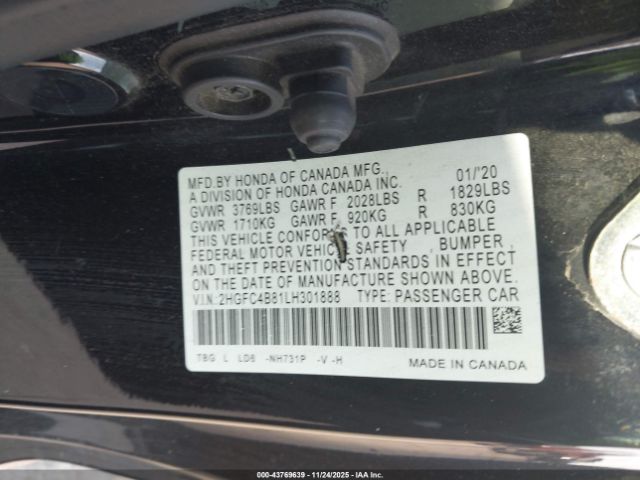 MFD.BY HONDA OF CANADA MFG., 01/'20
A DIVISION OF HONDA CANADA INC.
GVWR 3769LBS GAWR F 2028LBS R 1829LBS
GVWR 1710KG GAWR F 920KG R 830KG
THIS VEHICLE CONFORMS TO ALL APPLICABLE
FEDERAL MOTOR VEHICLE SAFETY , BUMPER,
AND THEFT PREVENTION STANDARDS IN EFFECT
ON THE DATE OF MANUFACTURE SHOWN ABOVE.
V.I.N: 2HGFC4B81LH301888 TYPE: PASSENGER CAR
TBG L LD6 -NH731P -V -H
MADE IN CANADA
000-43769639 - 11/24/2025 - IAA Inc.